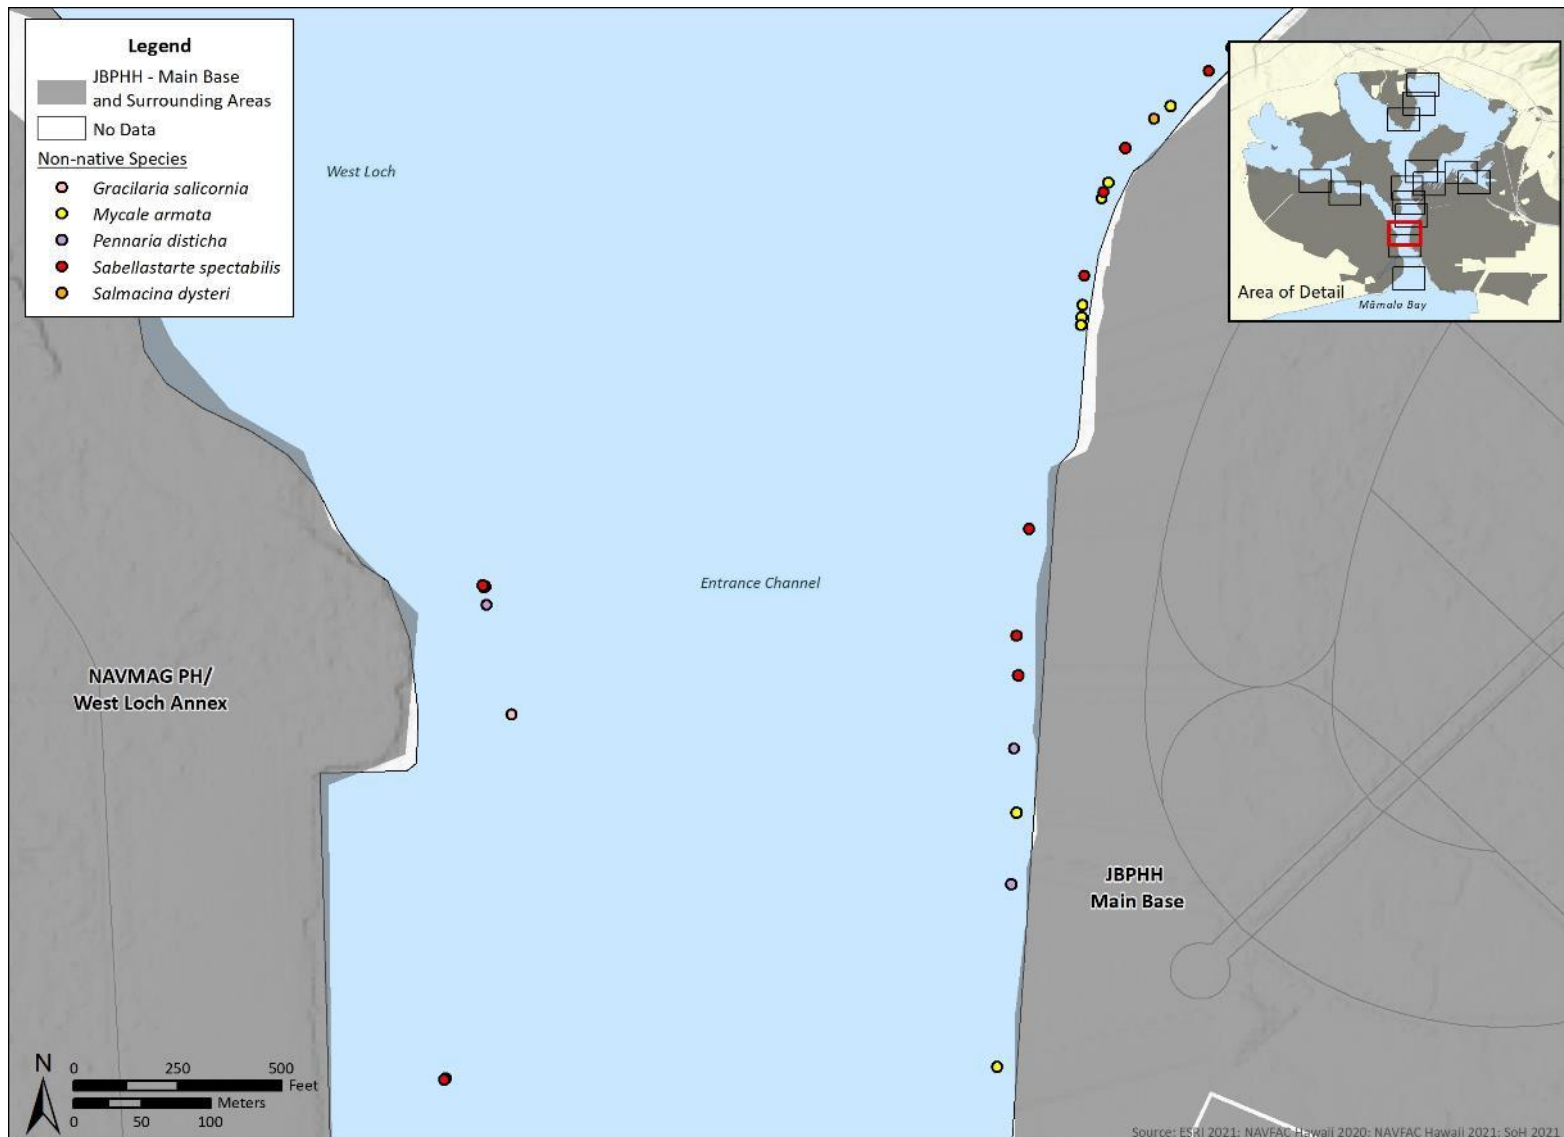 Legend
JBPHH - Main Base
and Surrounding Areas
No Data
Non-native Species
Gracilaria salicornia
Mycale armata
Pennaria disticha
Sabellastarte spectabilis
Salmacina dysteri
West Loch
Area of Detail
Māmala Bay
Entrance Channel
NAVMAG PH/
West Loch Annex
JBPHH
Main Base
N
0 250 500
Feet
Meters
0 50 100
Source: ESRI 2021; NAVFAC Hawaii 2020; NAVFAC Hawaii 2021; SoH 2021